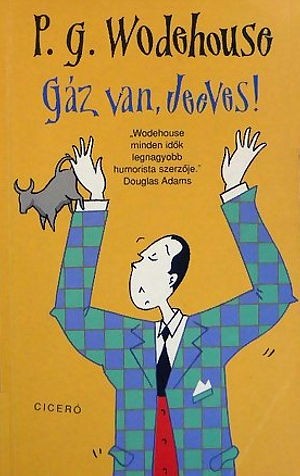 P. G. Wodehouse
Gáz van, Jeeves!
„Wodehouse
minden idők
legnagyobb
humorista szerzője.”
Douglas Adams
CICERÓ